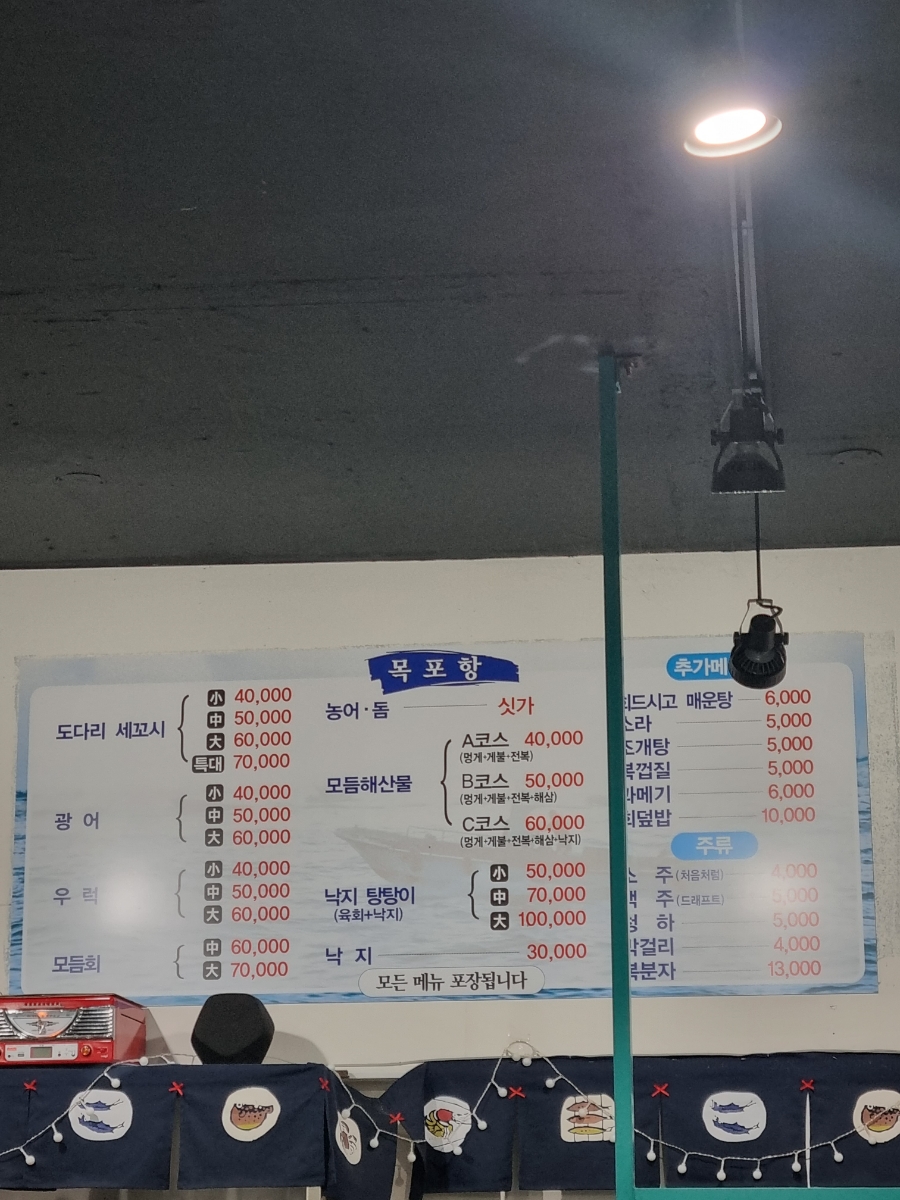 목포항
도다리 세꼬시
小 40,000
中 50,000
大 60,000
特大 70,000
광어
小 40,000
中 50,000
大 60,000
우럭
小 40,000
中 50,000
大 60,000
모듬회
中 60,000
大 70,000
농어·돔 싯가
모듬해산물
A코스 40,000
(멍게+게불+전복)
B코스 50,000
(멍게+게불+전복+해삼)
C코스 60,000
(멍게+게불+전복+해삼+낙지)
낙지 탕탕이
(육회+낙지)
小 50,000
中 70,000
大 100,000
낙지 30,000
모든 메뉴 포장됩니다
추가메
드시고 매운탕 6,000
라 5,000
개탕 5,000
껍질 5,000
메기 6,000
덮밥 10,000
주류
주(처음처럼) 4,000
주(드래프트) 5,000
하 5,000
걸리 4,000
분자 13,000